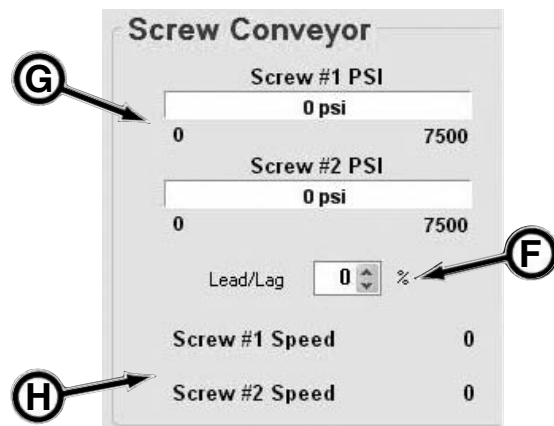 Screw Conveyor
G
Screw #1 PSI
0 psi
0 7500
Screw #2 PSI
0 psi
0 7500
F
Lead/Lag 0 %
Screw #1 Speed 0
H
Screw #2 Speed 0